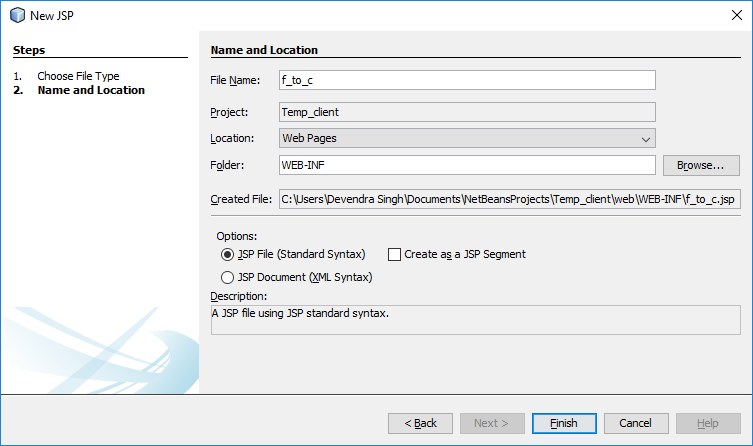 New JSP
Steps
1. Choose File Type
2. Name and Location
Name and Location
File Name: f_to_c
Project: Temp_client
Location: Web Pages
Folder: WEB-INF Browse...
Created File: C:\Users\Devendra Singh\Documents\NetBeansProjects\Temp_client\web\WEB-INF\f_to_c.jsp
Options:
JSP File (Standard Syntax) Create as a JSP Segment
JSP Document (XML Syntax)
Description:
A JSP file using JSP standard syntax.
< Back Next > Finish Cancel Help